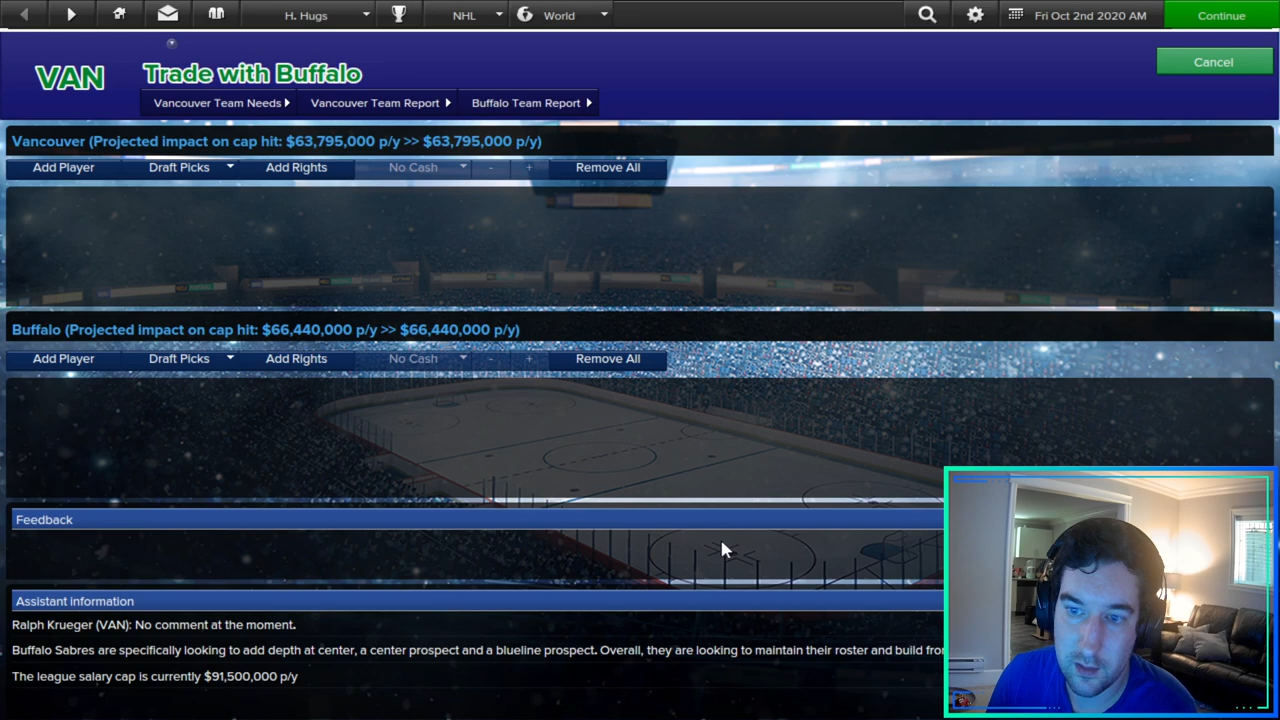 H. Hugs
NHL
World
Fri Oct 2nd 2020 AM
Continue
VAN
Trade with Buffalo
Cancel
Vancouver Team Needs
Vancouver Team Report
Buffalo Team Report
Vancouver (Projected impact on cap hit: $63,795,000 p/y >> $63,795,000 p/y)
Add Player
Draft Picks
Add Rights
No Cash
-
+
Remove All
Buffalo (Projected impact on cap hit: $66,440,000 p/y >> $66,440,000 p/y)
Add Player
Draft Picks
Add Rights
No Cash
-
+
Remove All
Feedback
Assistant information
Ralph Krueger (VAN): No comment at the moment.
Buffalo Sabres are specifically looking to add depth at center, a center prospect and a blueline prospect. Overall, they are looking to maintain their roster and build
The league salary cap is currently $91,500,000 p/y